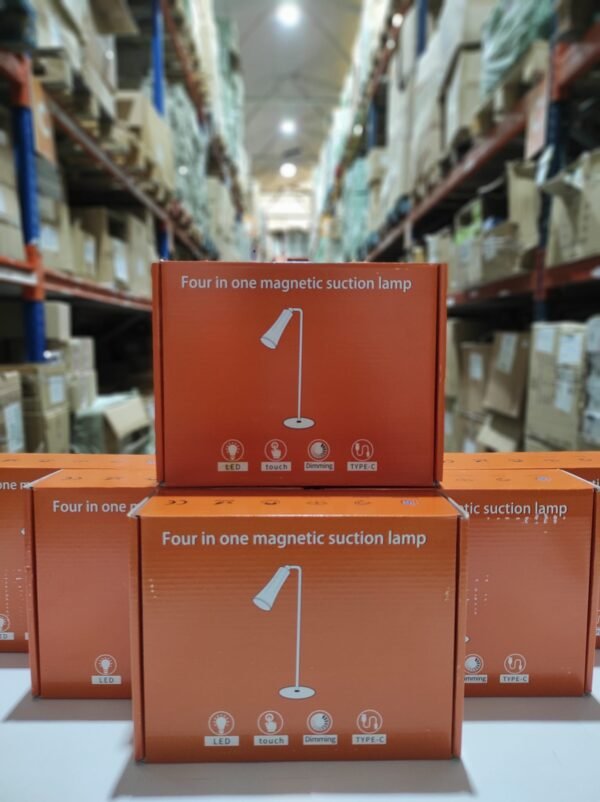 Four in one magnetic suction lamp
LED touch Dimming TYPE-C
Four in one
LED
Four in one magnetic suction lamp
LED touch Dimming TYPE-C
tic suction lamp
mming TYPE-C